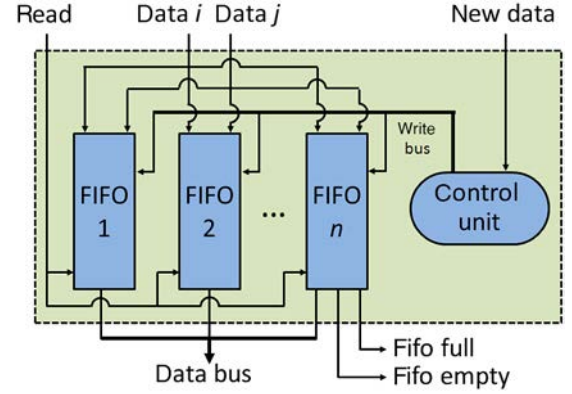 Read
Data i Data j
New data
Write
bus
FIFO
1
FIFO
2
...
FIFO
n
Control
unit
Fifo full
Fifo empty
Data bus